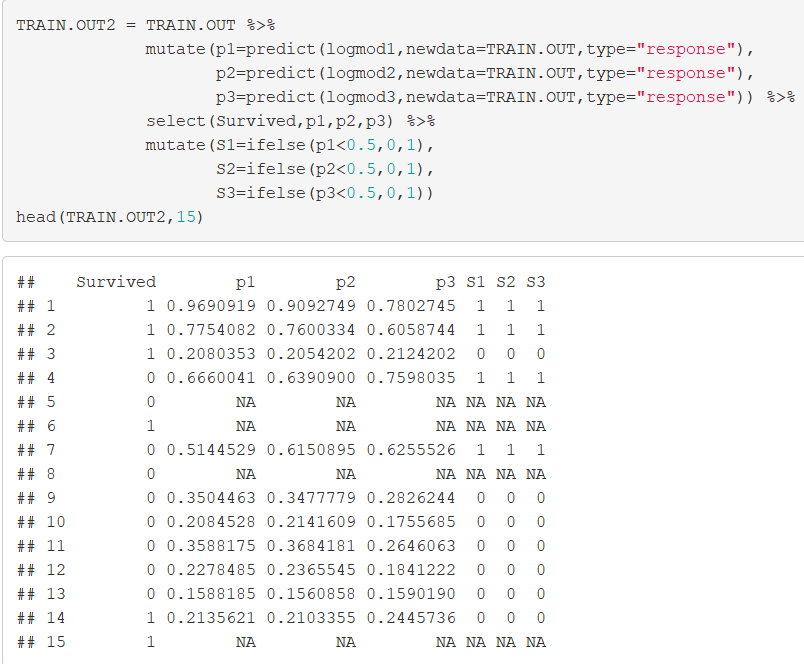 TRAIN.OUT2 = TRAIN.OUT %>%
             mutate(p1=predict(logmod1,newdata=TRAIN.OUT,type="response"),
                    p2=predict(logmod2,newdata=TRAIN.OUT,type="response"),
                    p3=predict(logmod3,newdata=TRAIN.OUT,type="response")) %>%
             select(Survived,p1,p2,p3) %>%
             mutate(S1=ifelse(p1<0.5,0,1),
                    S2=ifelse(p2<0.5,0,1),
                    S3=ifelse(p3<0.5,0,1))
head(TRAIN.OUT2,15)
##    Survived        p1        p2        p3 S1 S2 S3
## 1         1 0.9690919 0.9092749 0.7802745  1  1  1
## 2         1 0.7754082 0.7600334 0.6058744  1  1  1
## 3         1 0.2080353 0.2054202 0.2124202  0  0  0
## 4         0 0.6660041 0.6390900 0.7598035  1  1  1
## 5         0        NA        NA        NA NA NA NA
## 6         1        NA        NA        NA NA NA NA
## 7         0 0.5144529 0.6150895 0.6255526  1  1  1
## 8         0        NA        NA        NA NA NA NA
## 9         0 0.3504463 0.3477779 0.2826244  0  0  0
## 10        0 0.2084528 0.2141609 0.1755685  0  0  0
## 11        0 0.3588175 0.3684181 0.2646063  0  0  0
## 12        0 0.2278485 0.2365545 0.1841222  0  0  0
## 13        0 0.1588185 0.1560858 0.1590190  0  0  0
## 14        1 0.2135621 0.2103355 0.2445736  0  0  0
## 15        1        NA        NA        NA NA NA NA